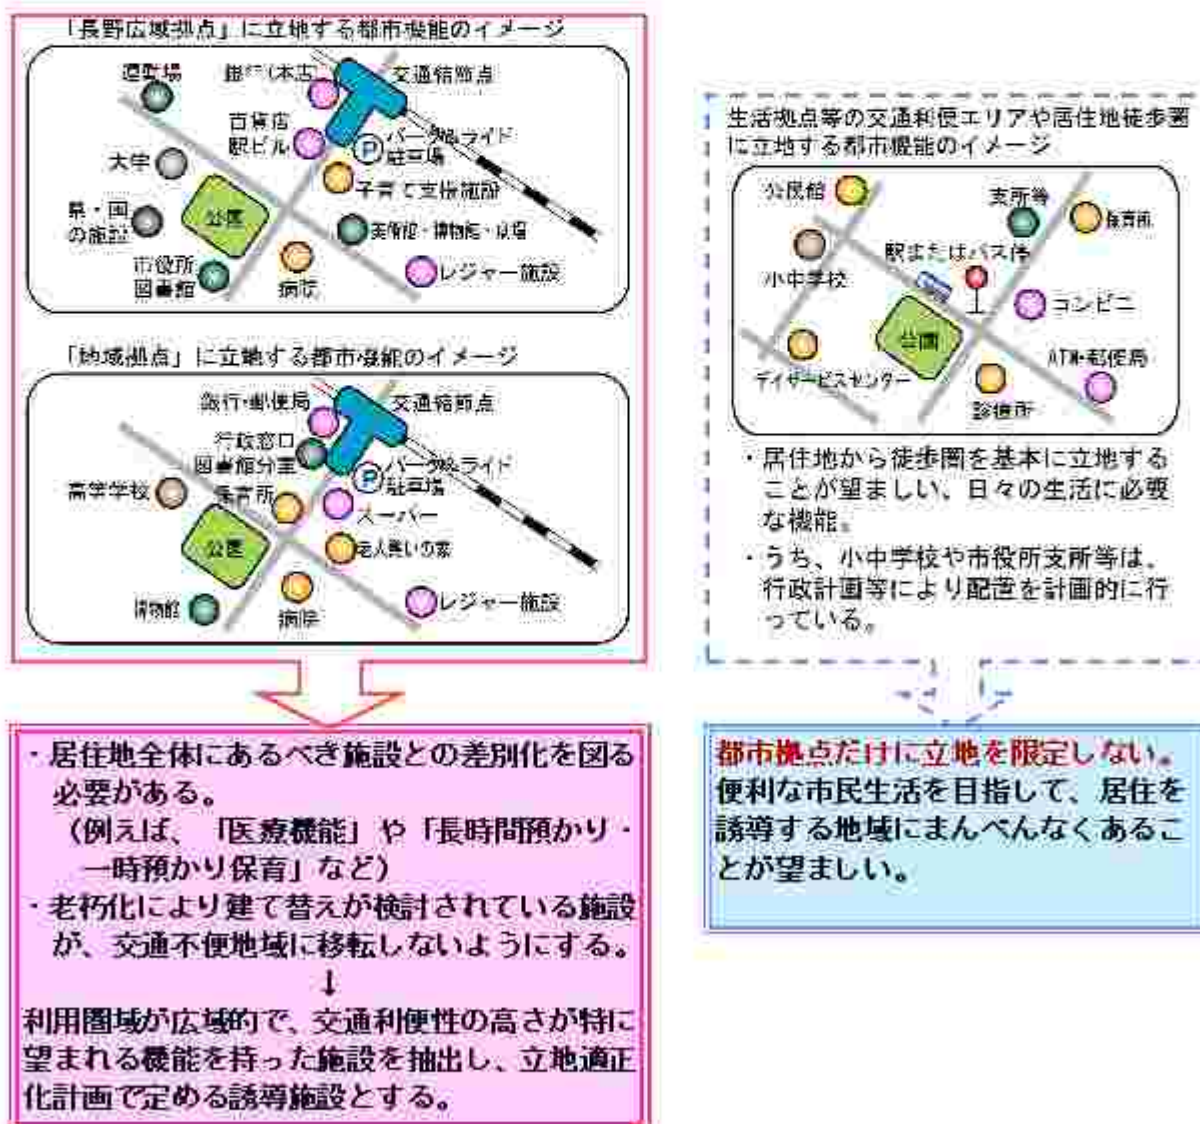 「長野広域拠点」に立地する都市機能のイメージ
運動場
銀行(本店)
交通結節点
百貨店
駅ビル
P
パーク&ライド
駐車場
大学
子育て支援施設
県・国
の施設
公園
美術館・博物館・劇場
市役所
図書館
病院
レジャー施設
「地域拠点」に立地する都市機能のイメージ
銀行・郵便局
交通結節点
行政窓口
図書館分室
P
パーク&ライド
駐車場
高等学校
保育所
スーパー
公園
老人憩いの家
博物館
病院
レジャー施設
・居住地全体にあるべき施設との差別化を図る
必要がある。
(例えば、「医療機能」や「長時間預かり・
一時預かり保育」など)
・老朽化により建て替えが検討されている施設
が、交通不便地域に移転しないようにする。
↓
利用圏域が広域的で、交通利便性の高さが特に
望まれる機能を持った施設を抽出し、立地適正
化計画で定める誘導施設とする。
生活拠点等の交通利便エリアや居住地徒歩圏
に立地する都市機能のイメージ
公民館
支所等
保育所
小中学校
駅またはバス停
コンビニ
公園
デイサービスセンター
ATM・郵便局
診療所
・居住地から徒歩圏を基本に立地する
ことが望ましい、日々の生活に必要
な機能。
・うち、小中学校や市役所支所等は、
行政計画等により配置を計画的に行
っている。
都市拠点だけに立地を限定しない。
便利な市民生活を目指して、居住を
誘導する地域にまんべんなくあるこ
とが望ましい。